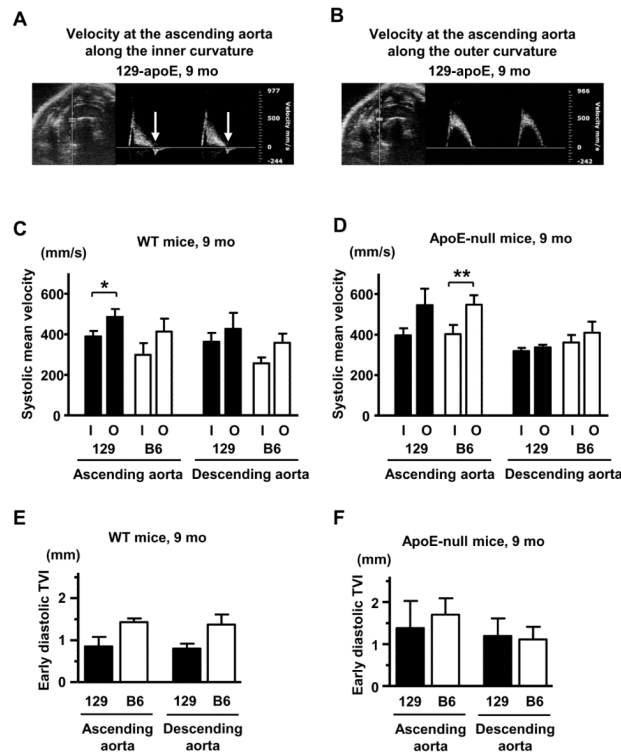 A
Velocity at the ascending aorta
along the inner curvature
129-apoE, 9 mo
977
500
0
-244
Velocity mm/s
B
Velocity at the ascending aorta
along the outer curvature
129-apoE, 9 mo
966
500
0
-242
Velocity mm/s
C
(mm/s)
WT mice, 9 mo
Systolic mean velocity
600
400
200
0
*
I O I O I O I O
129 B6 129 B6
Ascending aorta Descending aorta
D
(mm/s)
ApoE-null mice, 9 mo
Systolic mean velocity
600
400
200
0
**
I O I O I O I O
129 B6 129 B6
Ascending aorta Descending aorta
E
(mm)
WT mice, 9 mo
Early diastolic TVI
2
1
0
129 B6 129 B6
Ascending Descending
aorta aorta
F
(mm)
ApoE-null mice, 9 mo
Early diastolic TVI
2
1
0
129 B6 129 B6
Ascending Descending
aorta aorta